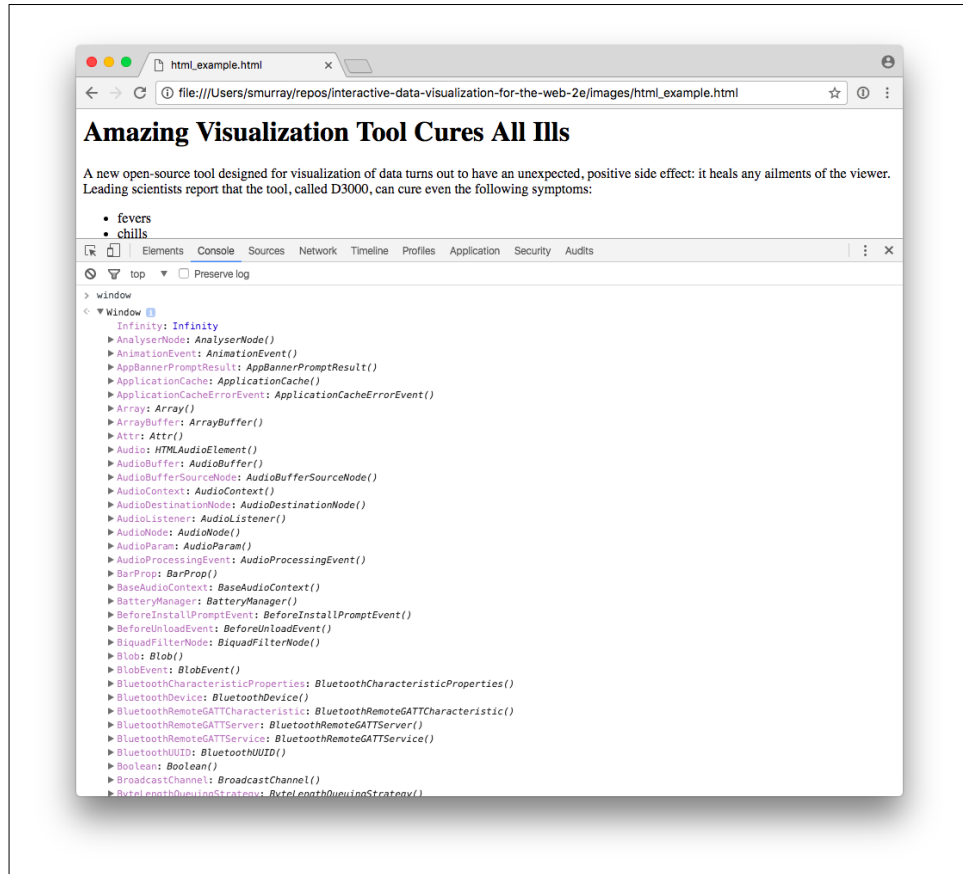 html_example.html
file:///Users/smurray/repos/interactive-data-visualization-for-the-web-2e/images/html_example.html
Amazing Visualization Tool Cures All Ills
A new open-source tool designed for visualization of data turns out to have an unexpected, positive side effect: it heals any ailments of the viewer.
Leading scientists report that the tool, called D3000, can cure even the following symptoms:
• fevers
• chills
Elements Console Sources Network Timeline Profiles Application Security Audits
top ▼ Preserve log
> window
Window
Infinity: Infinity
AnalyserNode: AnalyserNode()
AnimationEvent: AnimationEvent()
AppBannerPromptResult: AppBannerPromptResult()
ApplicationCache: ApplicationCache()
ApplicationCacheErrorEvent: ApplicationCacheErrorEvent()
Array: Array()
ArrayBuffer: ArrayBuffer()
Attr: Attr()
Audio: HTMLAudioElement()
AudioBuffer: AudioBuffer()
AudioBufferSourceNode: AudioBufferSourceNode()
AudioContext: AudioContext()
AudioDestinationNode: AudioDestinationNode()
AudioListener: AudioListener()
AudioNode: AudioNode()
AudioParam: AudioParam()
AudioProcessingEvent: AudioProcessingEvent()
BarProp: BarProp()
BaseAudioContext: BaseAudioContext()
BatteryManager: BatteryManager()
BeforeInstallPromptEvent: BeforeInstallPromptEvent()
BeforeUnloadEvent: BeforeUnloadEvent()
BiquadFilterNode: BiquadFilterNode()
Blob: Blob()
BlobEvent: BlobEvent()
BluetoothCharacteristicProperties: BluetoothCharacteristicProperties()
BluetoothDevice: BluetoothDevice()
BluetoothRemoteGATTCharacteristic: BluetoothRemoteGATTCharacteristic()
BluetoothRemoteGATTServer: BluetoothRemoteGATTServer()
BluetoothRemoteGATTService: BluetoothRemoteGATTService()
BluetoothUUID: BluetoothUUID()
Boolean: Boolean()
BroadcastChannel: BroadcastChannel()
ByteLengthQueuingStrategy: ByteLengthQueuingStrategy()